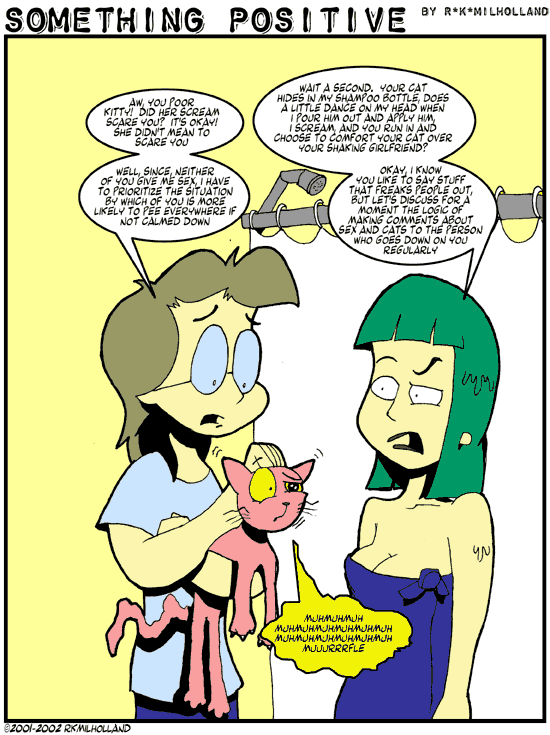 SOMETHING POSITIVE BY R*K*MILHOLLAND
AW, YOU POOR
KITTY! DID HER SCREAM
SCARE YOU? IT'S OKAY!
SHE DIDN'T MEAN TO
SCARE YOU
WAIT A SECOND. YOUR CAT
HIDES IN MY SHAMPOO BOTTLE, DOES
A LITTLE DANCE ON MY HEAD WHEN
I POUR HIM OUT AND APPLY HIM,
I SCREAM, AND YOU RUN IN AND
CHOOSE TO COMFORT YOUR CAT OVER
YOUR SHAKING GIRLFRIEND?
WELL, SINCE, NEITHER
OF YOU GIVE ME SEX, I HAVE
TO PRIORITIZE THE SITUATION
BY WHICH OF YOU IS MORE
LIKELY TO PEE EVERYWHERE IF
NOT CALMED DOWN
OKAY, I KNOW
YOU LIKE TO SAY STUFF
THAT FREAKS PEOPLE OUT,
BUT LET'S DISCUSS FOR A
MOMENT THE LOGIC OF
MAKING COMMENTS ABOUT
SEX AND CATS TO THE PERSON
WHO GOES DOWN ON YOU
REGULARLY
MUHMUHMUH
MUHMUHMUHMUHMUHMUH
MUHMUHMUHMUHMUHMUH
MUUURRRFLE
©2001-2002 RKMILHOLLAND